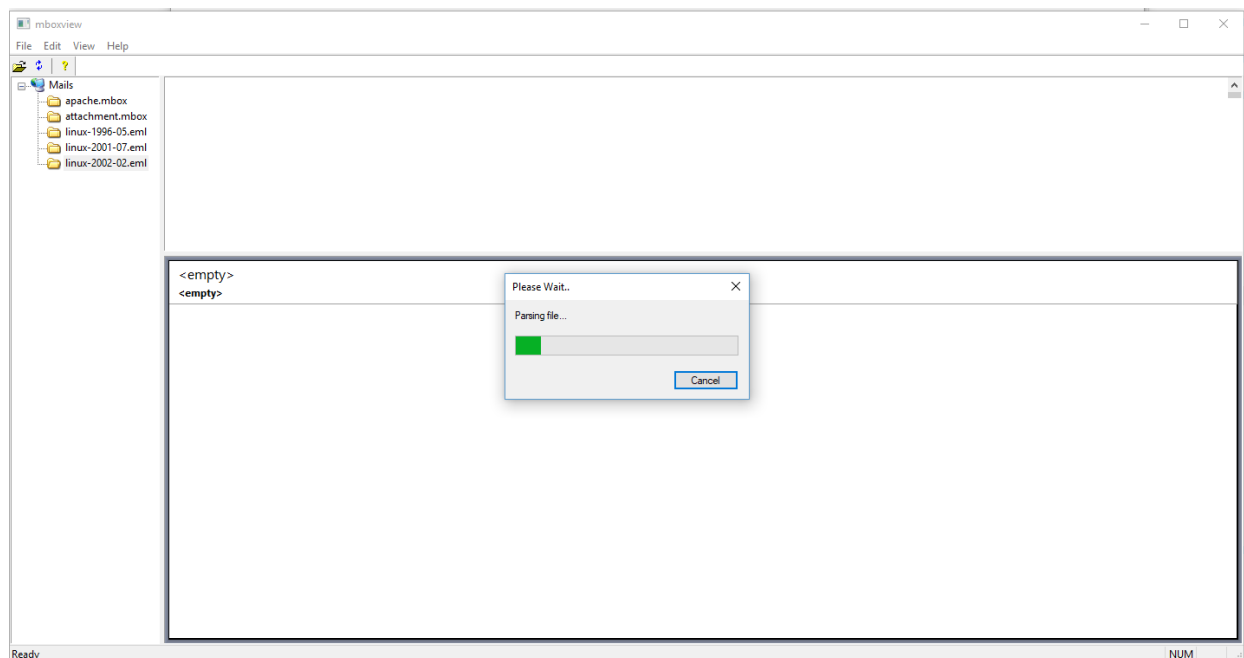 mboxview
File Edit View Help
?
Mails
apache.mbox
attachment.mbox
linux-1996-05.eml
linux-2001-07.eml
linux-2002-02.eml
<empty>
<empty>
Please Wait..
Parsing file...
Cancel
Ready
NUM